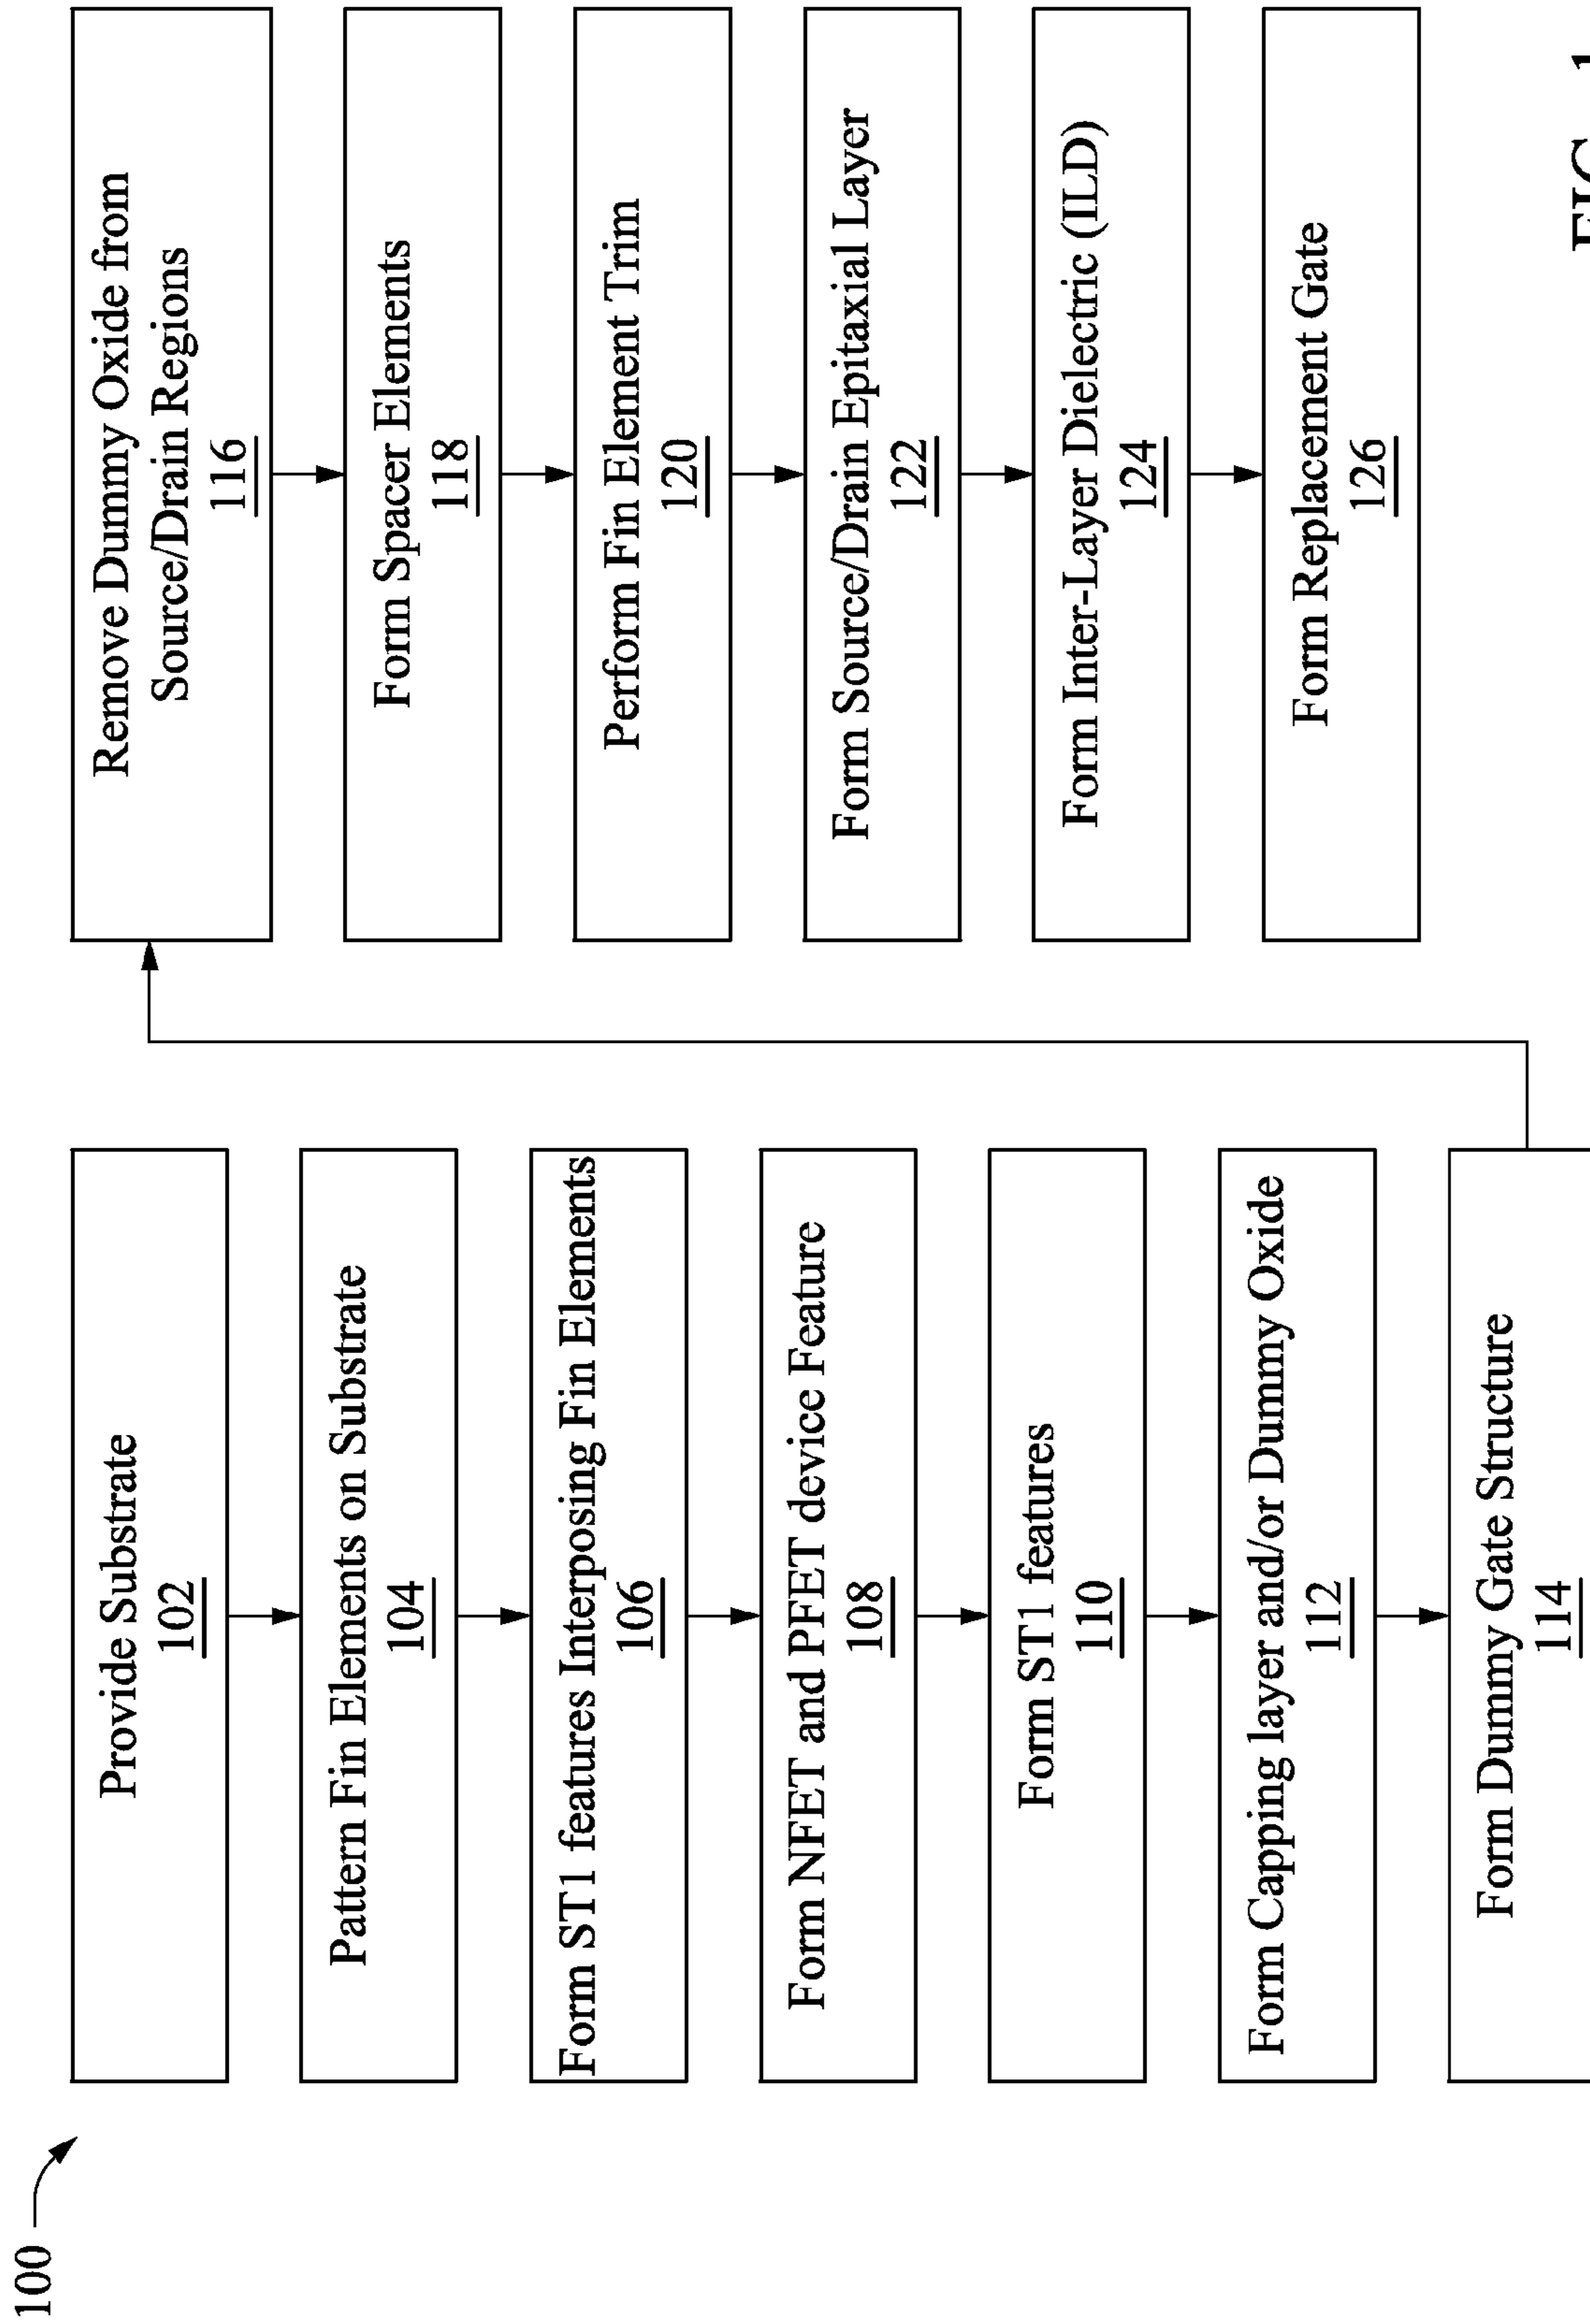 100
Provide Substrate
102
Pattern Fin Elements on Substrate
104
Form ST1 features Interposing Fin Elements
106
Form NFET and PFET device Feature
108
Form ST1 features
110
Form Capping layer and/or Dummy Oxide
112
Form Dummy Gate Structure
114
Remove Dummy Oxide from
Source/Drain Regions
116
Form Spacer Elements
118
Perform Fin Element Trim
120
Form Source/Drain Epitaxial Layer
122
Form Inter-Layer Dielectric (ILD)
124
Form Replacement Gate
126